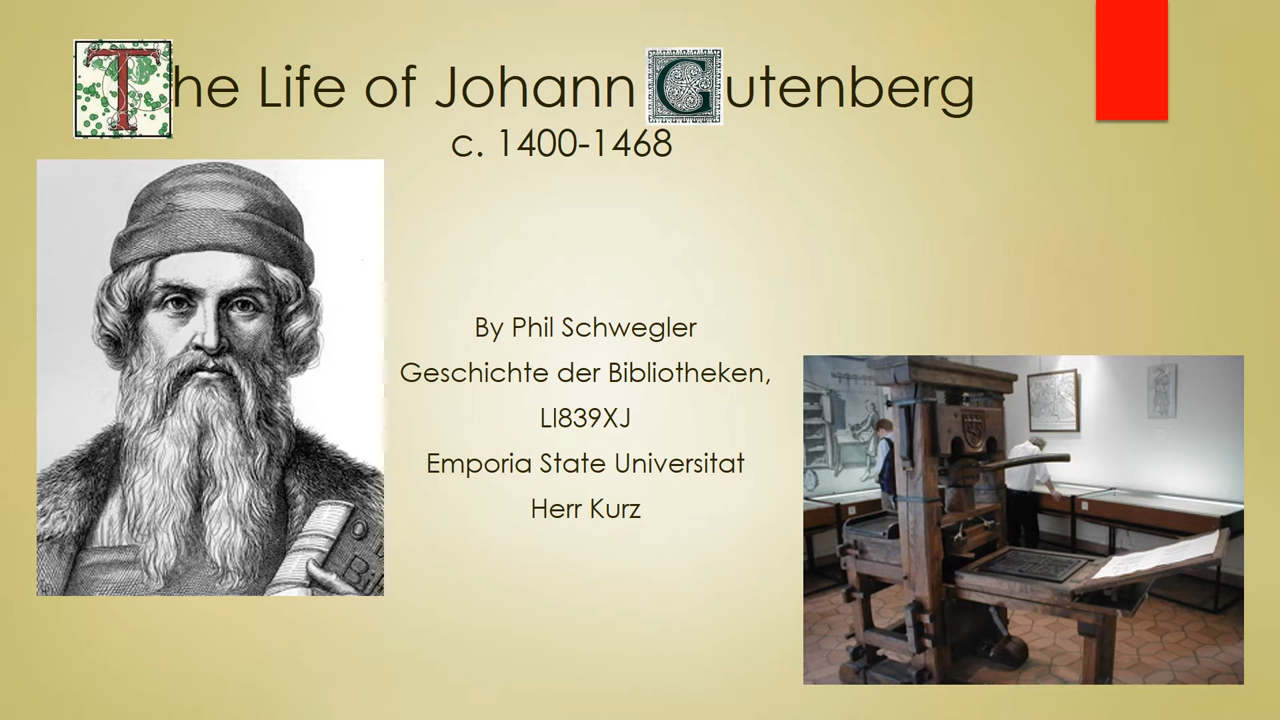 The Life of Johann Gutenberg
c. 1400-1468
By Phil Schwegler
Geschichte der Bibliotheken,
LI839XJ
Emporia State Universitat
Herr Kurz